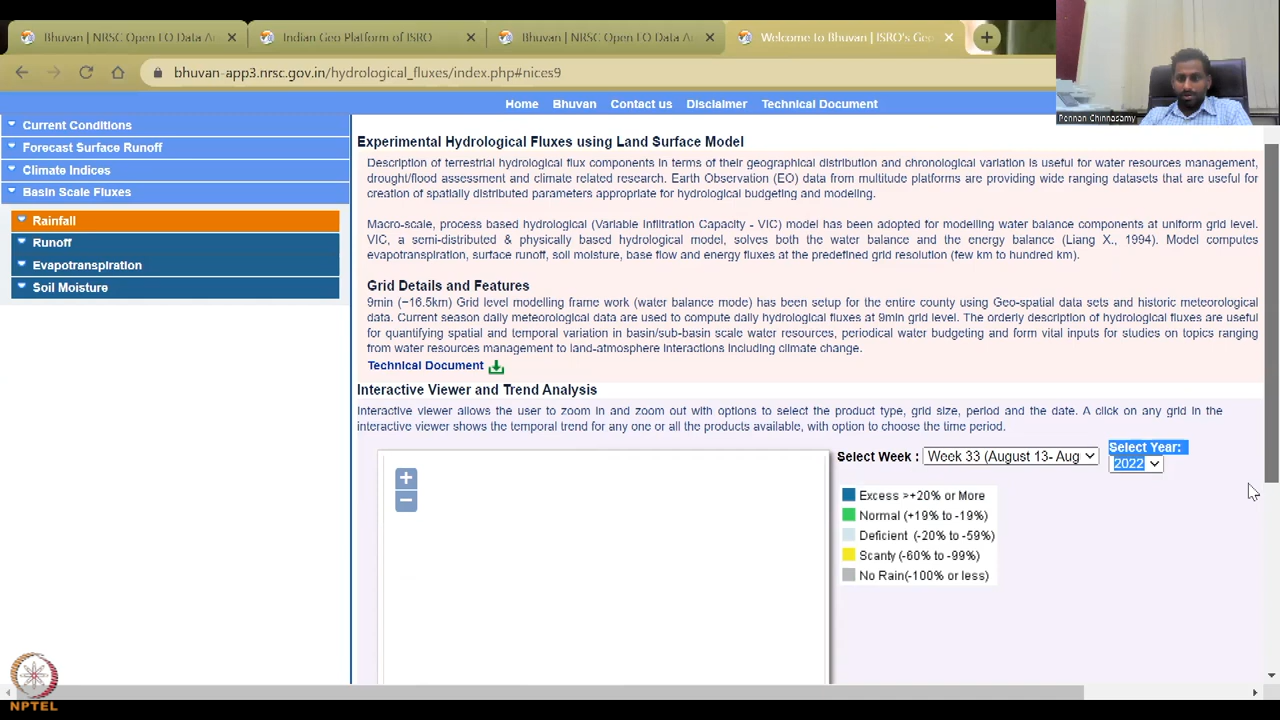 Bhuvan | NRSC Open EO Data Ar
Indian Geo Platform of ISRO
Bhuvan | NRSC Open EO Data Ar
Welcome to Bhuvan | ISRO's Geo
bhuvan-app3.nrsc.gov.in/hydrological_fluxes/index.php#nices9
Pennan Chinnasamy
Home Bhuvan Contact us Disclaimer Technical Document
Current Conditions
Forecast Surface Runoff
Climate Indices
Basin Scale Fluxes
Rainfall
Runoff
Evapotranspiration
Soil Moisture
Experimental Hydrological Fluxes using Land Surface Model
Description of terrestrial hydrological flux components in terms of their geographical distribution and chronological variation is useful for water resources management,
drought/flood assessment and climate related research. Earth Observation (EO) data from multitude platforms are providing wide ranging datasets that are useful for
creation of spatially distributed parameters appropriate for hydrological budgeting and modeling.
Macro-scale, process based hydrological (Variable Infiltration Capacity - VIC) model has been adopted for modelling water balance components at uniform grid level.
VIC, a semi-distributed & physically based hydrological model, solves both the water balance and the energy balance (Liang X., 1994). Model computes
evapotranspiration, surface runoff, soil moisture, base flow and energy fluxes at the predefined grid resolution (few km to hundred km).
Grid Details and Features
9min (~16.5km) Grid level modelling frame work (water balance mode) has been setup for the entire county using Geo-spatial data sets and historic meteorological
data. Current season daily meteorological data are used to compute daily hydrological fluxes at 9min grid level. The orderly description of hydrological fluxes are useful
for quantifying spatial and temporal variation in basin/sub-basin scale water resources, periodical water budgeting and form vital inputs for studies on topics ranging
from water resources management to land-atmosphere interactions including climate change.
Technical Document
Interactive Viewer and Trend Analysis
Interactive viewer allows the user to zoom in and zoom out with options to select the product type, grid size, period and the date. A click on any grid in the
interactive viewer shows the temporal trend for any one or all the products available, with option to choose the time period.
+
−
Select Week : Week 33 (August 13- Aug
Select Year:
2022
Excess >+20% or More
Normal (+19% to -19%)
Deficient (-20% to -59%)
Scanty (-60% to -99%)
No Rain(-100% or less)
NPTEL